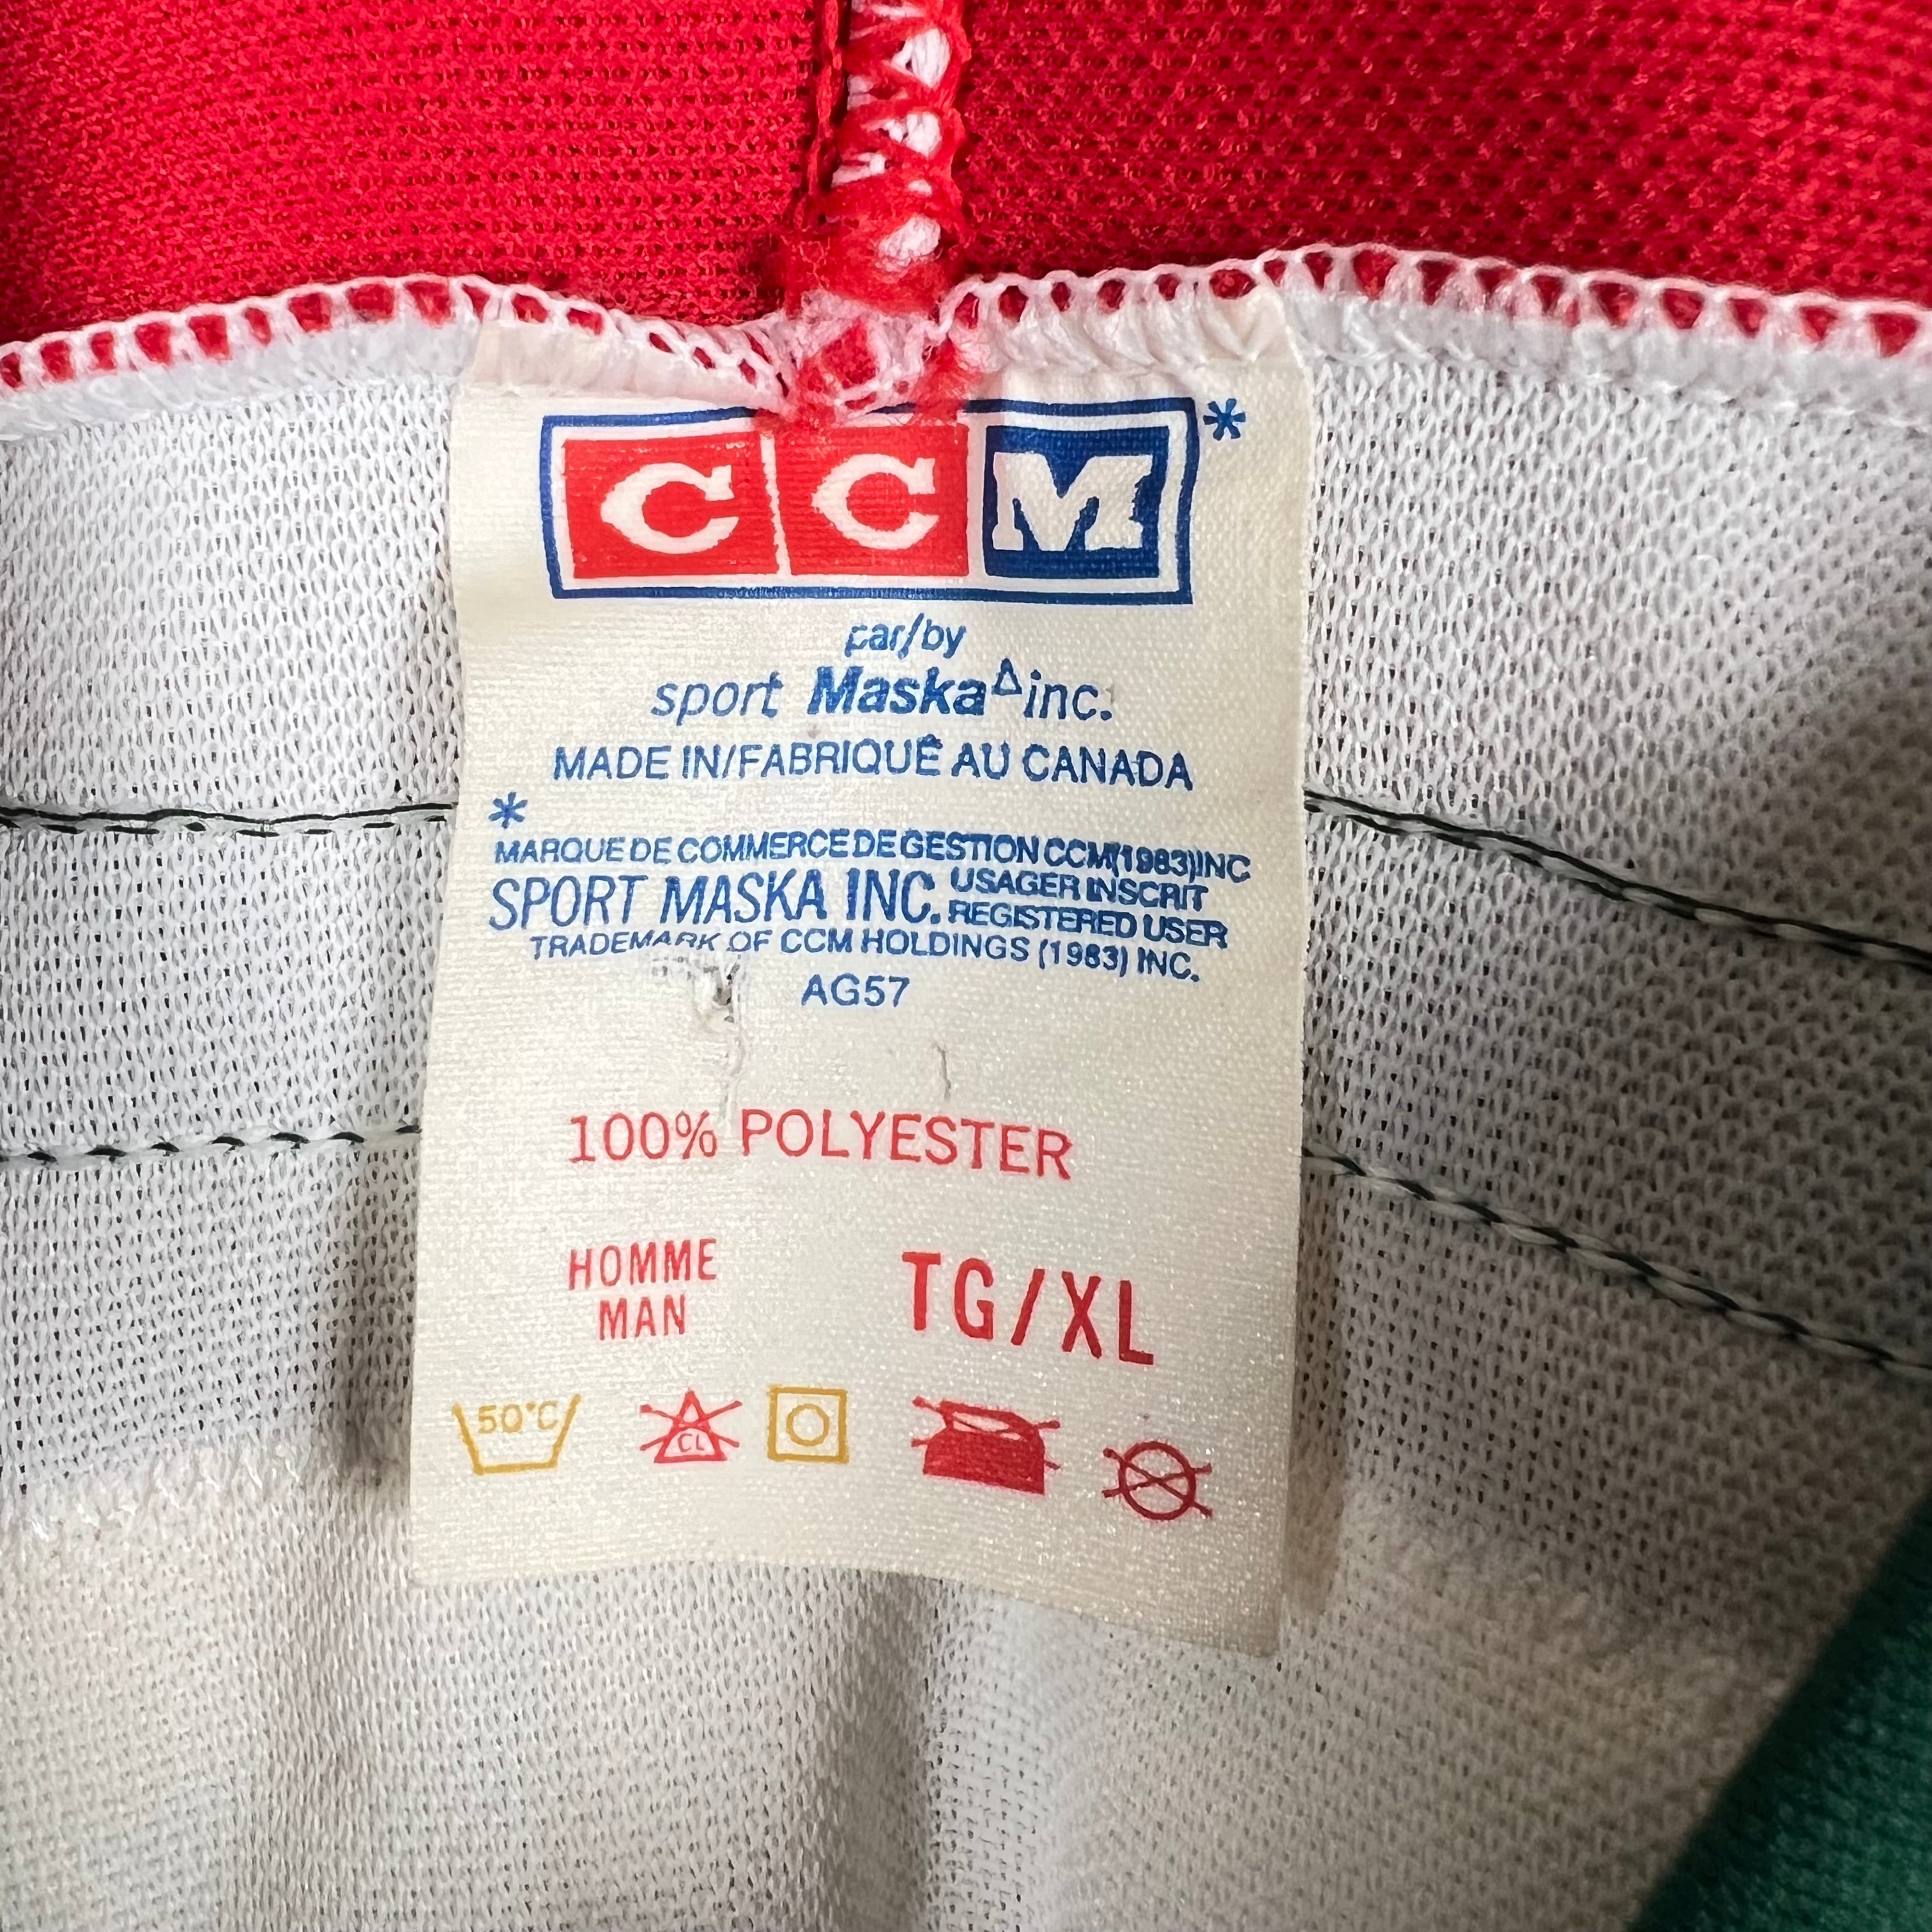 CCM*
par/by
sport Maska△inc.
MADE IN/FABRIQUÊ AU CANADA
*
MARQUE DE COMMERCE DE GESTION CCM(1983)INC
SPORT MASKA INC. USAGER INSCRIT
REGISTERED USER
TRADEMARK OF CCM HOLDINGS (1983) INC.
AG57
100% POLYESTER
HOMME
MAN
TG/XL
50°C
CL